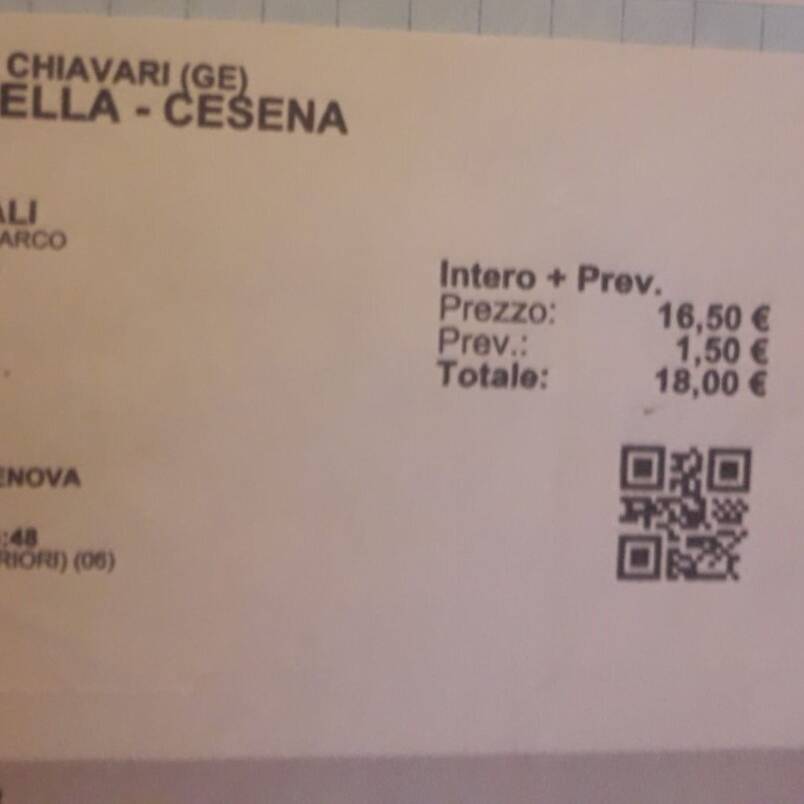 CHIAVARI (GE)
ELLA - CESENA
ALI
ARCO
Intero + Prev.
Prezzo: 16,50 €
Prev.: 1,50 €
Totale: 18,00 €
ENOVA
:48
RIORI) (06)